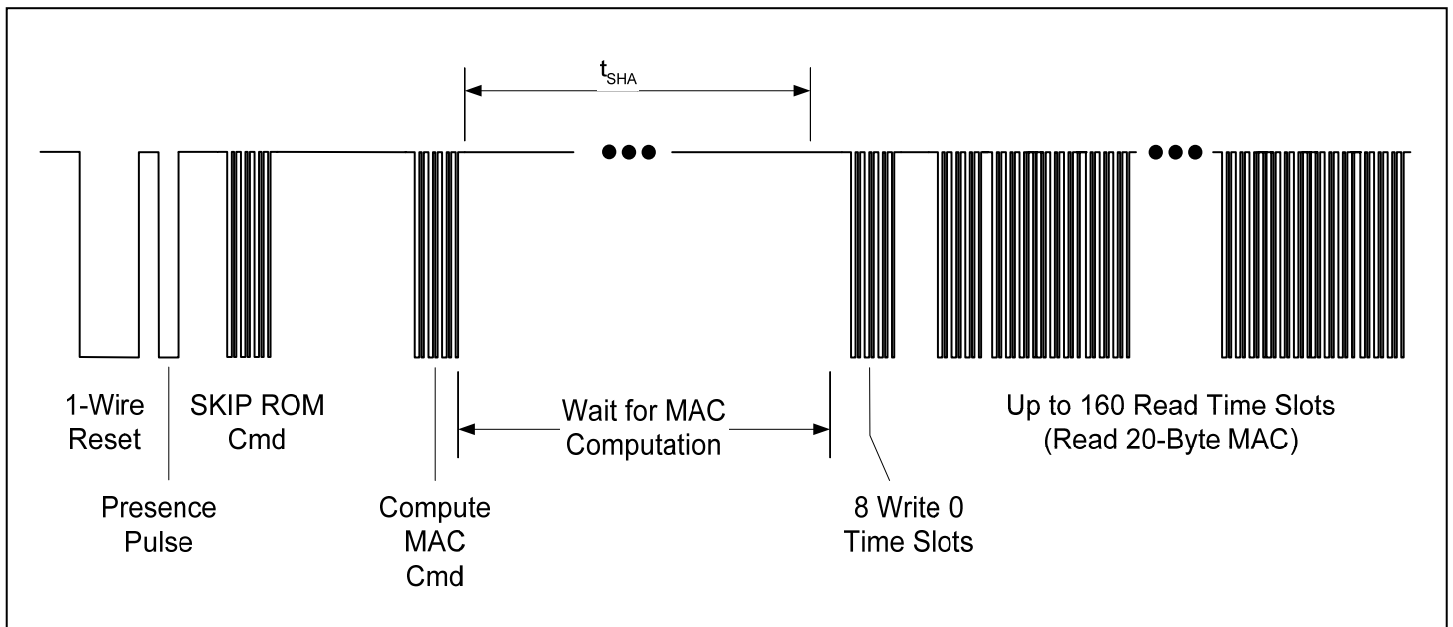 tSHA
1-Wire
Reset
SKIP ROM
Cmd
Wait for MAC
Computation
Up to 160 Read Time Slots
(Read 20-Byte MAC)
Presence
Pulse
Compute
MAC
Cmd
8 Write 0
Time Slots